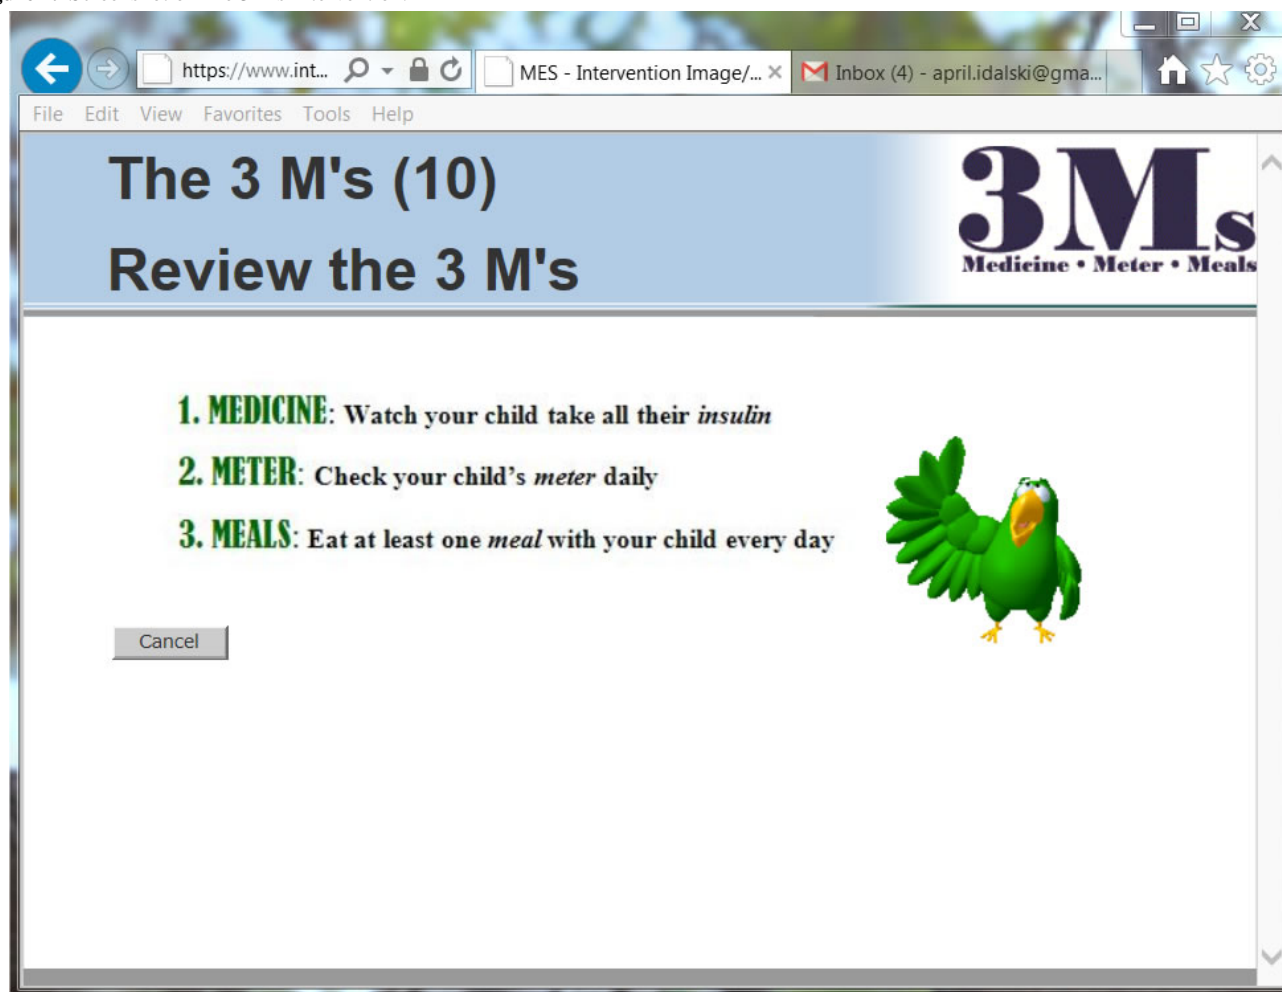 https://www.int...
MES - Intervention Image/...
Inbox (4) - april.idalski@gma...
File Edit View Favorites Tools Help
The 3 M's (10)
Review the 3 M's
3Ms
Medicine • Meter • Meals
1. MEDICINE: Watch your child take all their insulin
2. METER: Check your child’s meter daily
3. MEALS: Eat at least one meal with your child every day
Cancel